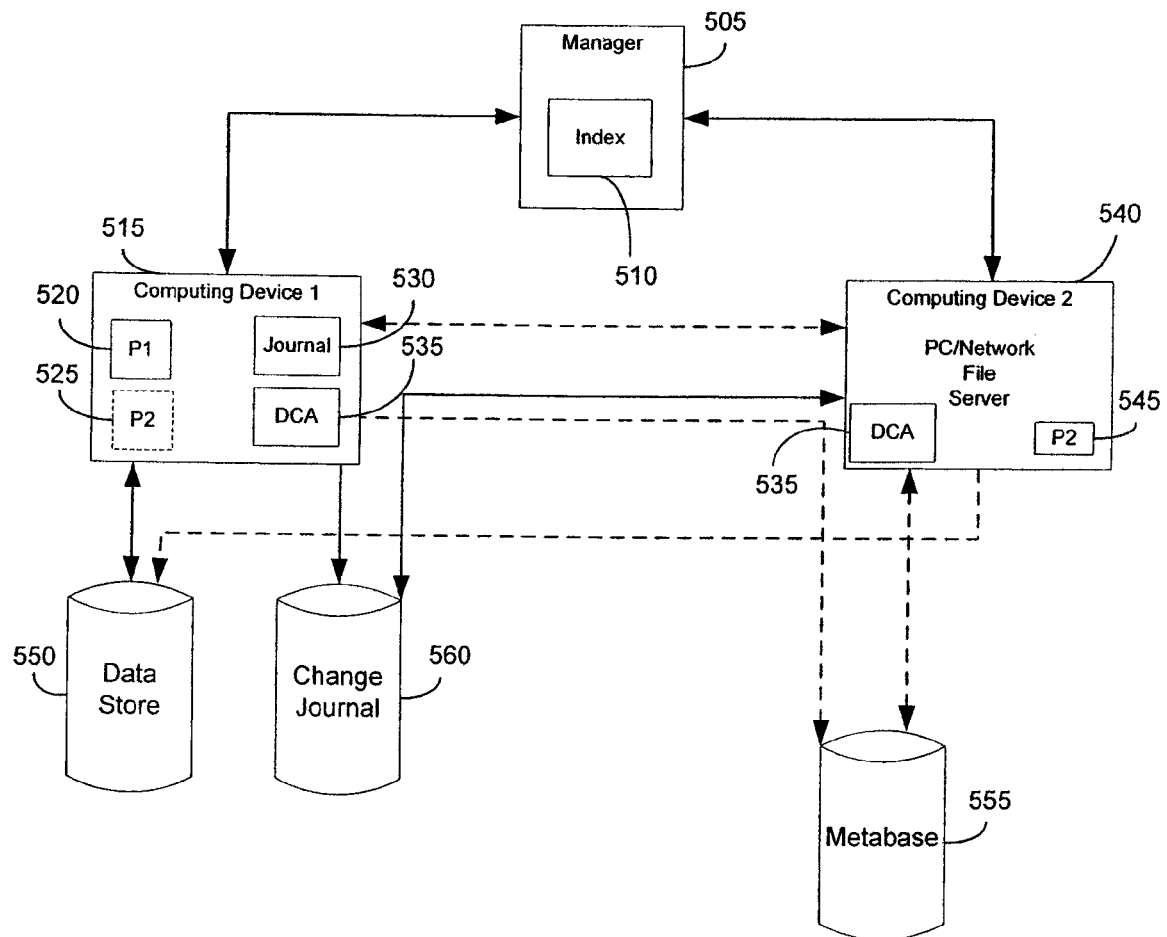 505
Manager
Index
510
515
540
Computing Device 1
520
530
P1
Journal
535
525
P2
DCA
Computing Device 2
PC/Network
File
Server
545
DCA
P2
535
550
Data
Store
Change
Journal
560
555
Metabase